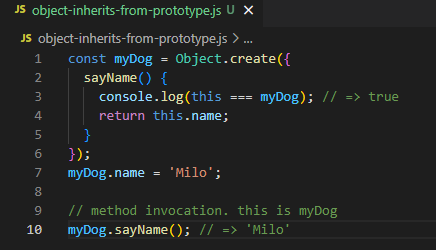 JS object-inherits-from-prototype.js U ×
JS object-inherits-from-prototype.js > ...
1 const myDog = Object.create({
2   sayName() {
3     console.log(this === myDog); // => true
4     return this.name;
5   }
6 });
7 myDog.name = 'Milo';
8
9 // method invocation. this is myDog
10 myDog.sayName(); // => 'Milo'